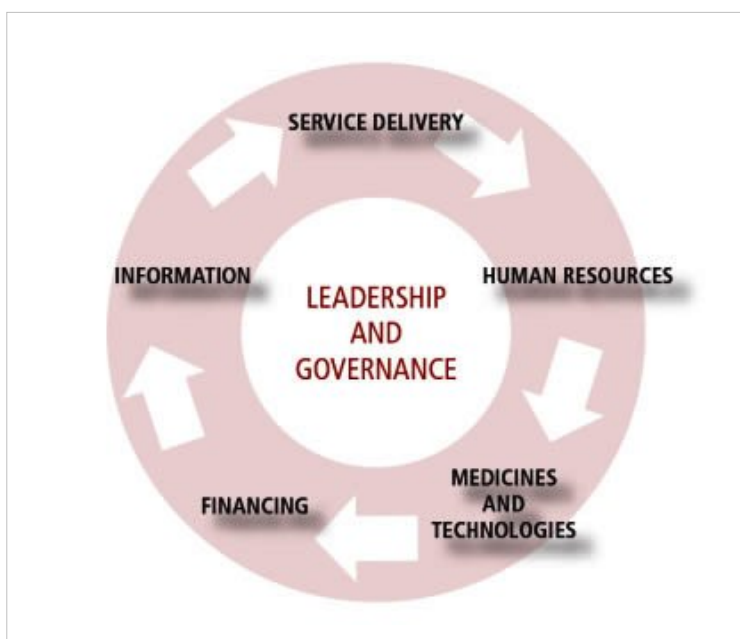 SERVICE DELIVERY
INFORMATION
HUMAN RESOURCES
LEADERSHIP
AND
GOVERNANCE
MEDICINES
AND
TECHNOLOGIES
FINANCING